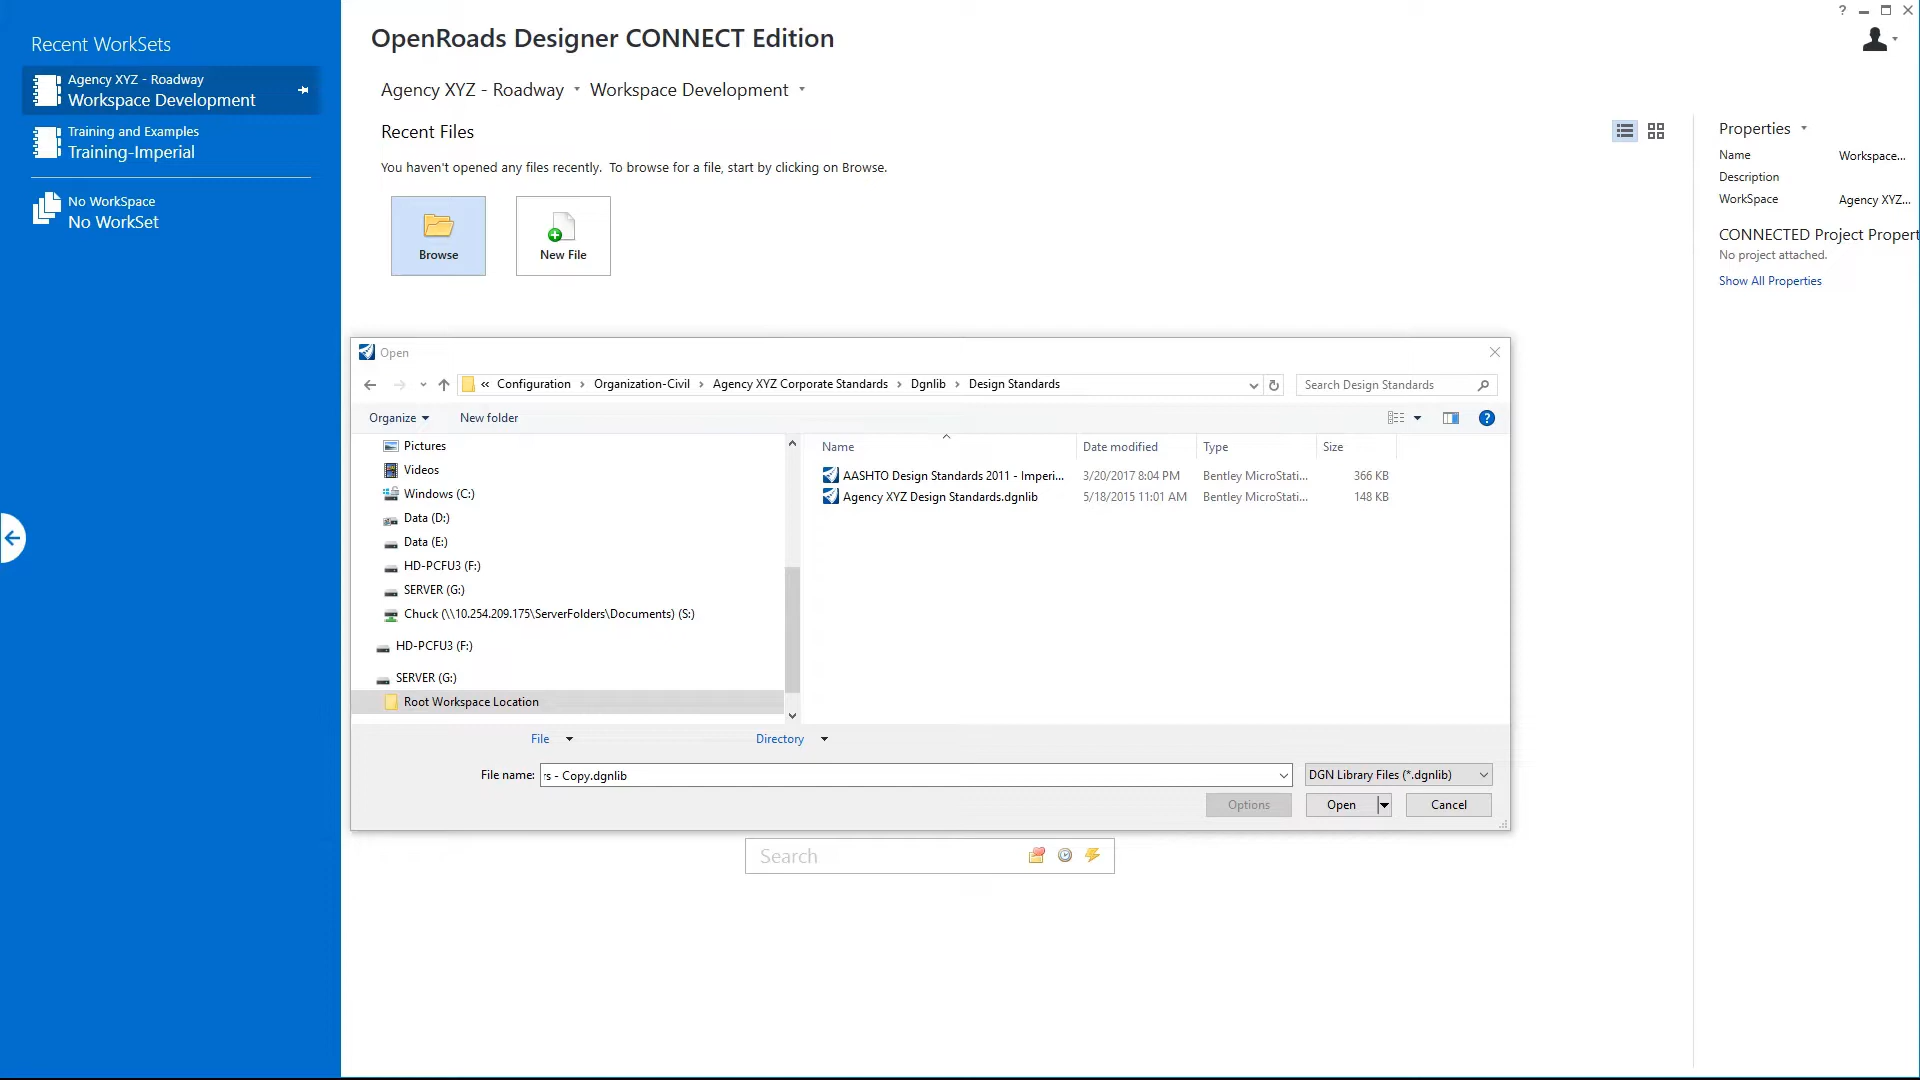 Recent WorkSets
Agency XYZ - Roadway
Workspace Development
Training and Examples
Training-Imperial
No WorkSpace
No WorkSet
?
OpenRoads Designer CONNECT Edition
Agency XYZ - Roadway Workspace Development
Recent Files
You haven't opened any files recently. To browse for a file, start by clicking on Browse.
Browse
New File
Properties
Name Workspace...
Description
WorkSpace Agency XYZ...
CONNECTED Project Propert
No project attached.
Show All Properties
Open
« Configuration › Organization-Civil › Agency XYZ Corporate Standards › Dgnlib › Design Standards
Search Design Standards
Organize New folder
?
Pictures
Videos
Windows (C:)
Data (D:)
Data (E:)
HD-PCFU3 (F:)
SERVER (G:)
Chuck (\\10.254.209.175\ServerFolders\Documents) (S:)
HD-PCFU3 (F:)
SERVER (G:)
Root Workspace Location
Name Date modified Type Size
AASHTO Design Standards 2011 - Imperi... 3/20/2017 8:04 PM Bentley MicroStati... 366 KB
Agency XYZ Design Standards.dgnlib 5/18/2015 11:01 AM Bentley MicroStati... 148 KB
File Directory
File name: rs - Copy.dgnlib DGN Library Files (*.dgnlib)
Options Open Cancel
Search